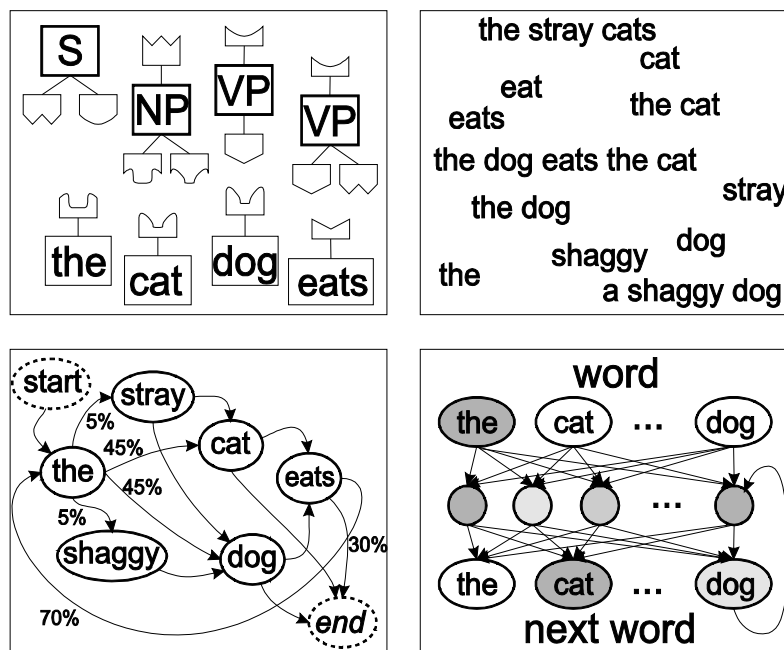 S
NP
VP
VP
the
cat
dog
eats
the stray cats
cat
eat
the cat
eats
the dog eats the cat
stray
the dog
dog
shaggy
the
a shaggy dog
start
stray
5%
45%
cat
the
45%
eats
5%
shaggy
dog
30%
70%
end
word
the
cat
...
dog
...
the
cat
...
dog
next word